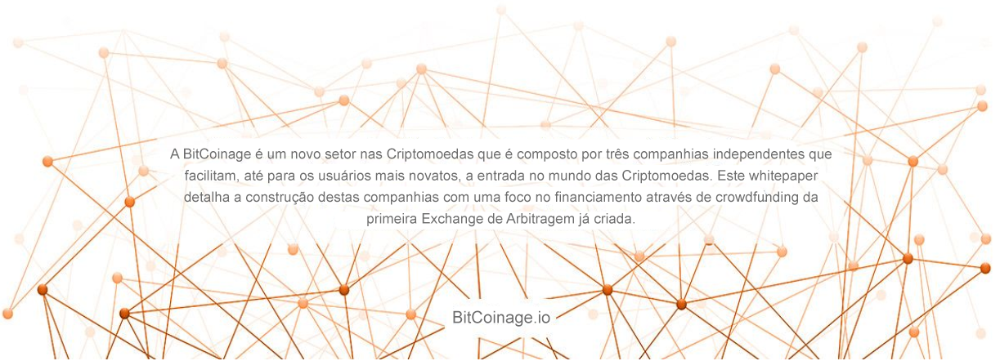 A BitCoinage é um novo setor nas Criptomoedas que é composto por três companhias independentes que
facilitam, até para os usuários mais novatos, a entrada no mundo das Criptomoedas. Este whitepaper
detalha a construção destas companhias com uma foco no financiamento através de crowdfunding da
primeira Exchange de Arbitragem já criada.
BitCoinage.io